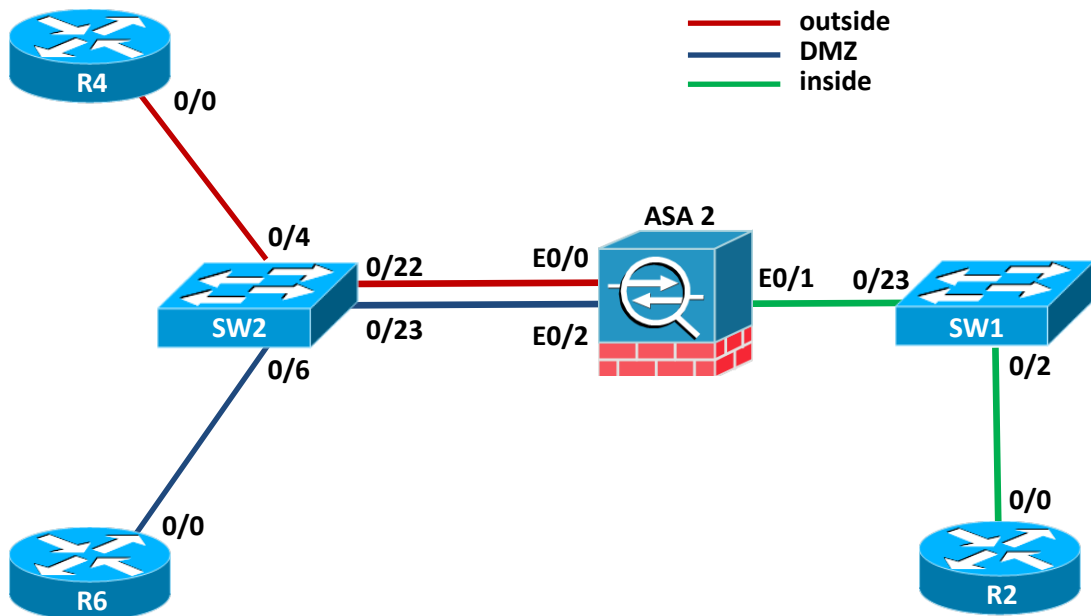 outside
DMZ
inside
R4
0/0
0/4
ASA 2
0/22
E0/0
E0/1
0/23
SW2
SW1
0/23
E0/2
0/6
0/2
0/0
0/0
R6
R2